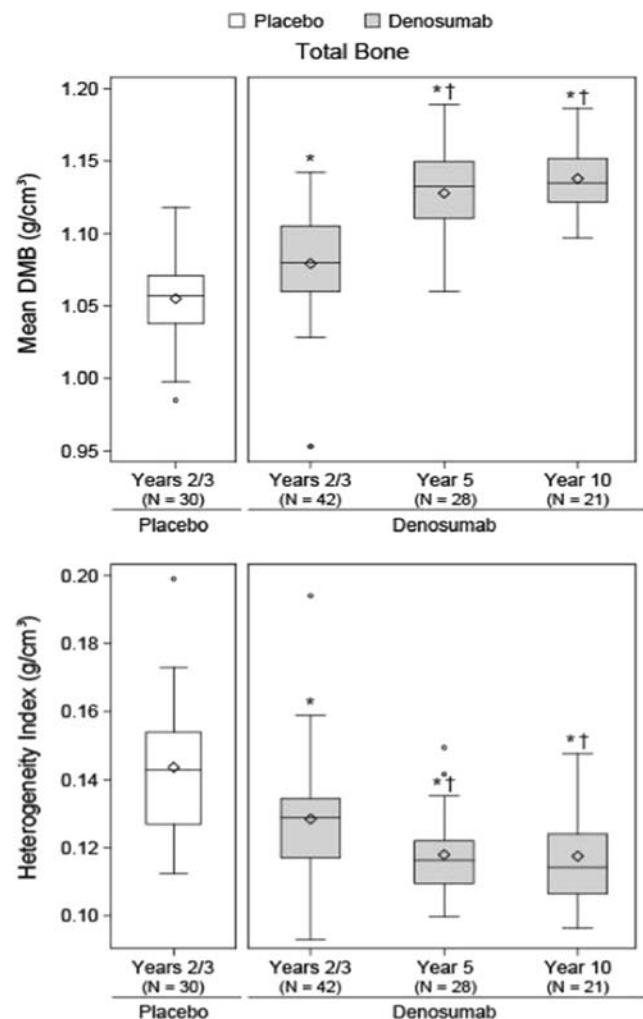 Placebo Denosumab
Total Bone
Mean DMB (g/cm³)
1.20
1.15
1.10
1.05
1.00
0.95
* *† *†
Years 2/3 Years 2/3 Year 5 Year 10
(N = 30) (N = 42) (N = 28) (N = 21)
Placebo Denosumab
Heterogeneity Index (g/cm³)
0.20
0.18
0.16
0.14
0.12
0.10
* *† *†
Years 2/3 Years 2/3 Year 5 Year 10
(N = 30) (N = 42) (N = 28) (N = 21)
Placebo Denosumab